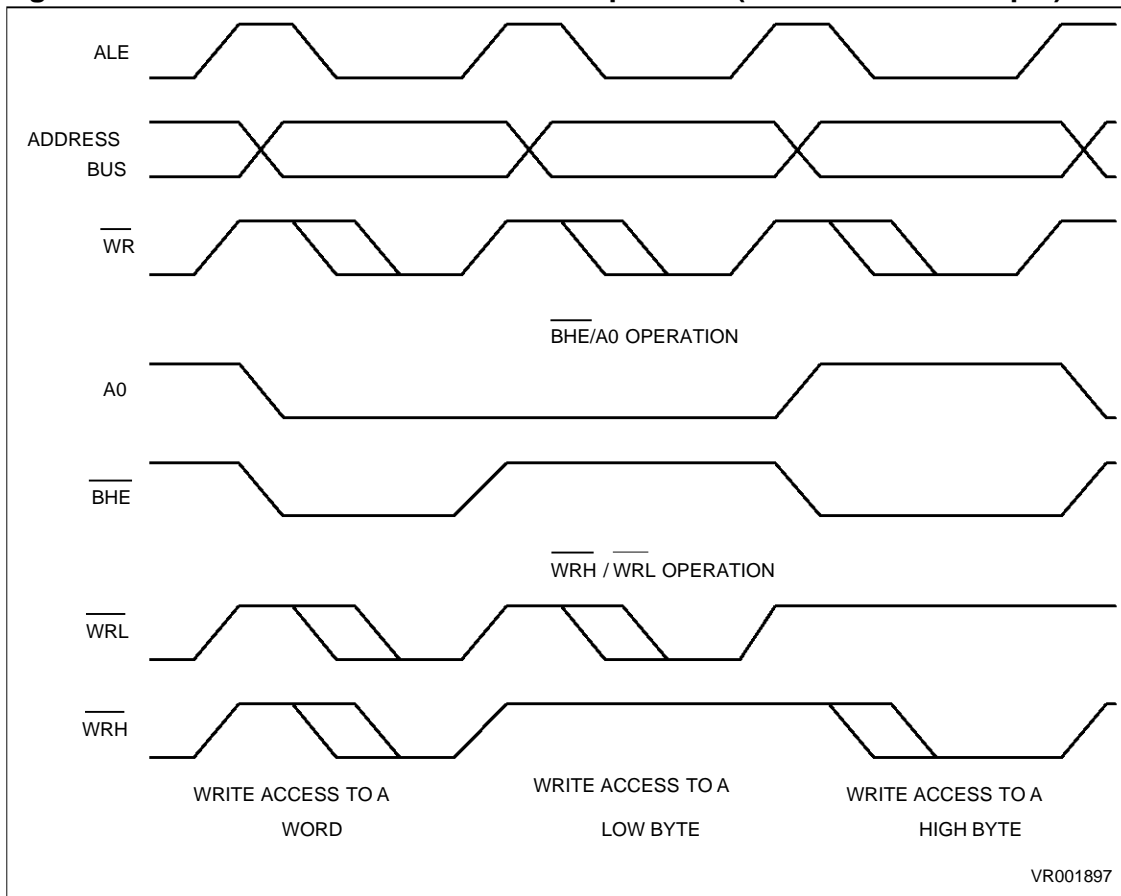 ALE
ADDRESS
BUS
WR
BHE/A0 OPERATION
A0
BHE
WRH / WRL OPERATION
WRL
WRH
WRITE ACCESS TO A WRITE ACCESS TO A WRITE ACCESS TO A
WORD LOW BYTE HIGH BYTE
VR001897